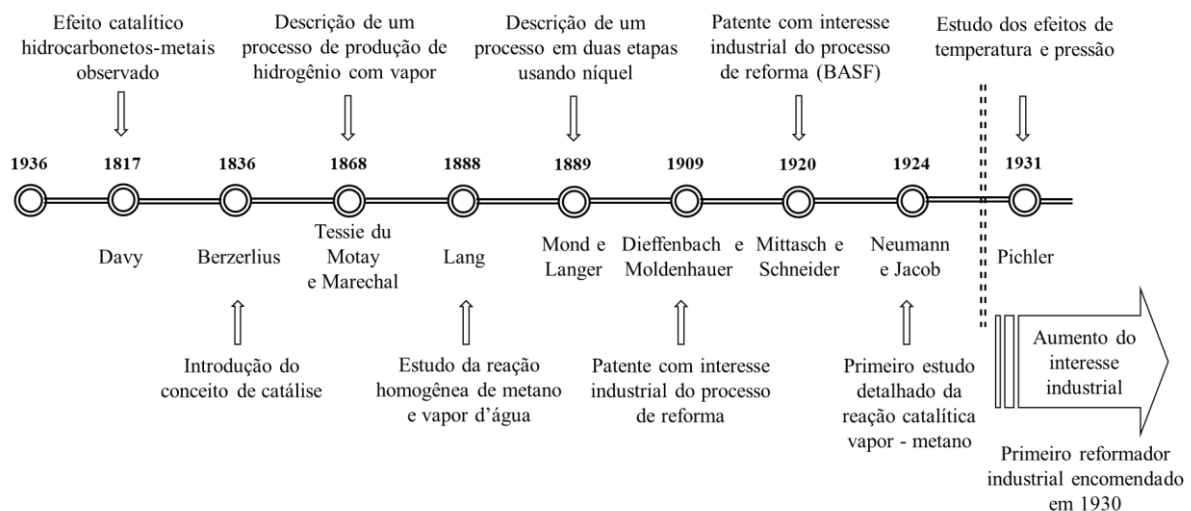 Efeito catalítico
hidrocarbonetos-metais
observado
Descrição de um
processo de produção de
hidrogênio com vapor
Descrição de um
processo em duas etapas
usando níquel
Patente com interesse
industrial do processo
de reforma (BASF)
Estudo dos efeitos de
temperatura e pressão
1936
1817
1836
1868
1888
1889
1909
1920
1924
1931
Davy
Berzerlius
Tessie du
Motay
e Marechal
Lang
Mond e
Langer
Dieffenbach e
Moldenhauer
Mittasch e
Schneider
Neumann
e Jacob
Pichler
Introdução do
conceito de catálise
Estudo da reação
homogênea de metano
e vapor d’água
Patente com interesse
industrial do processo
de reforma
Primeiro estudo
detalhado da
reação catalítica
vapor - metano
Aumento do
interesse
industrial
Primeiro reformador
industrial encomendado
em 1930